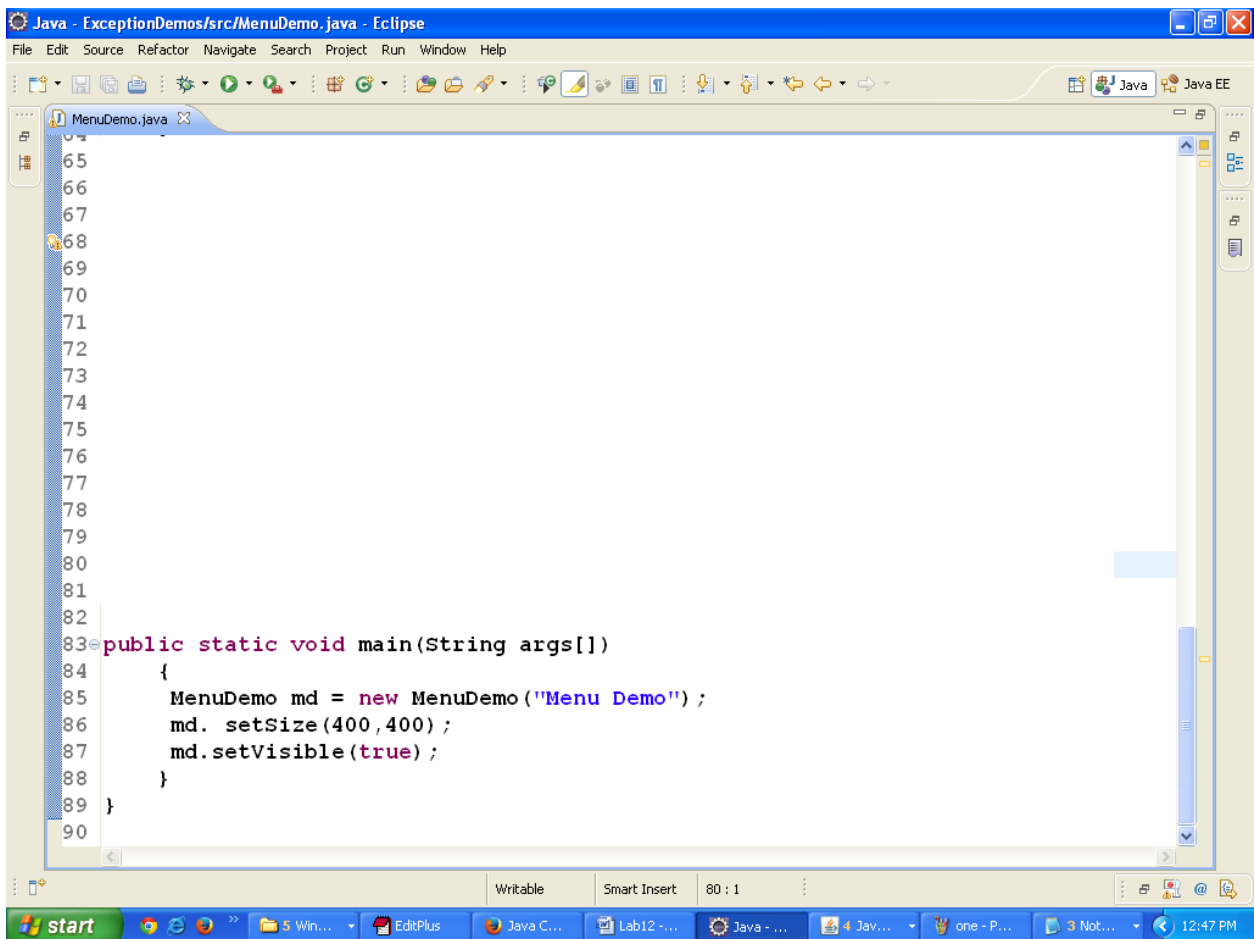 Java - ExceptionDemos/src/MenuDemo.java - Eclipse
File Edit Source Refactor Navigate Search Project Run Window Help
Java Java EE
MenuDemo.java
64
65
66
67
68
69
70
71
72
73
74
75
76
77
78
79
80
81
82
83 public static void main(String args[])
84 {
85 MenuDemo md = new MenuDemo("Menu Demo");
86 md. setSize(400,400);
87 md.setVisible(true);
88 }
89 }
90
Writable Smart Insert 80 : 1
start 5 Win... EditPlus Java C... Lab12 -... Java - ... 4 Jav... one - P... 3 Not... 12:47 PM